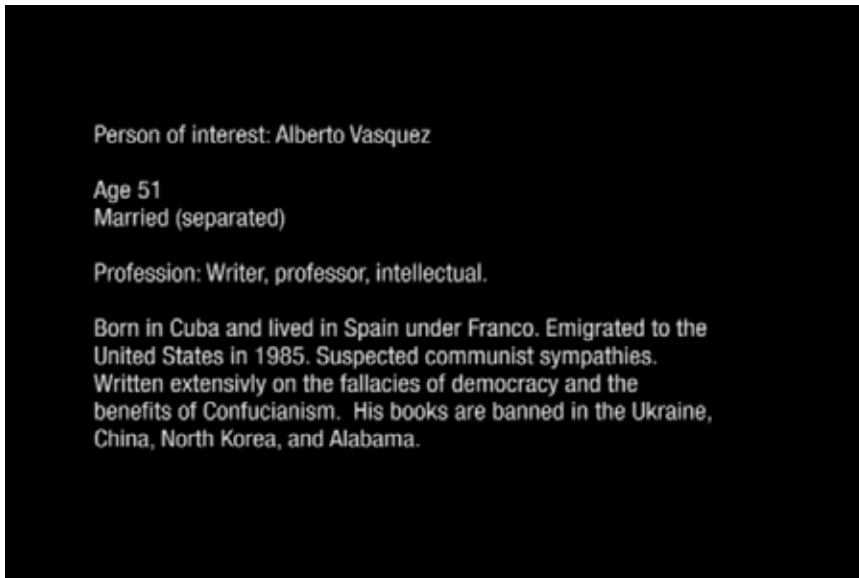 Person of interest: Alberto Vasquez
Age 51
Married (separated)
Profession: Writer, professor, intellectual.
Born in Cuba and lived in Spain under Franco. Emigrated to the
United States in 1985. Suspected communist sympathies.
Written extensivly on the fallacies of democracy and the
benefits of Confucianism.  His books are banned in the Ukraine,
China, North Korea, and Alabama.